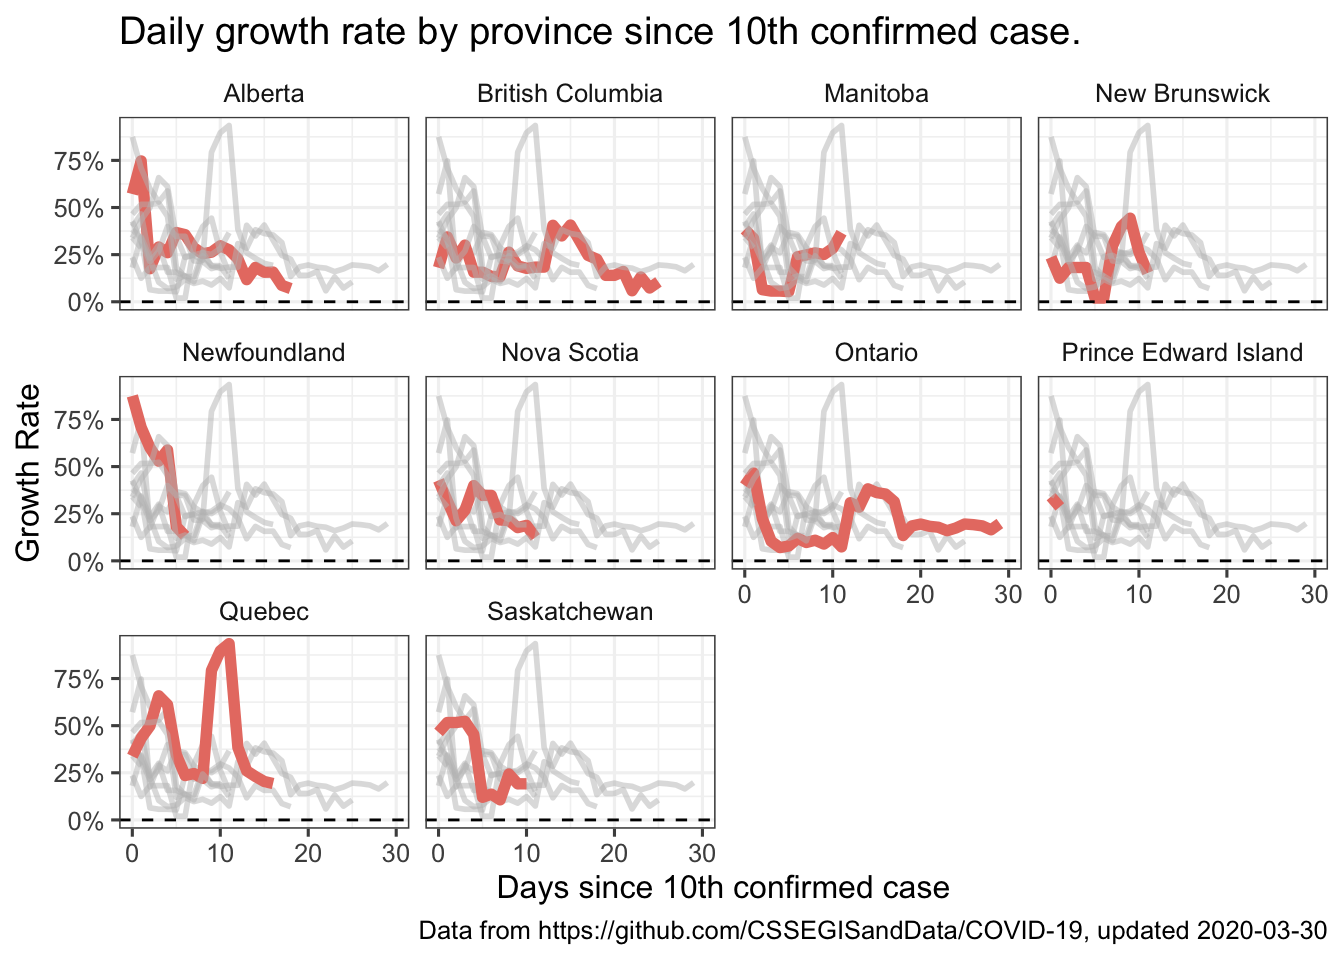 Daily growth rate by province since 10th confirmed case.
Alberta British Columbia Manitoba New Brunswick
75%
50%
25%
0%
Newfoundland Nova Scotia Ontario Prince Edward Island
75%
50%
25%
0%
0 10 20 30 0 10 20 30
Quebec Saskatchewan
75%
50%
25%
0%
0 10 20 30 0 10 20 30
Growth Rate
Days since 10th confirmed case
Data from https://github.com/CSSEGISandData/COVID-19, updated 2020-03-30